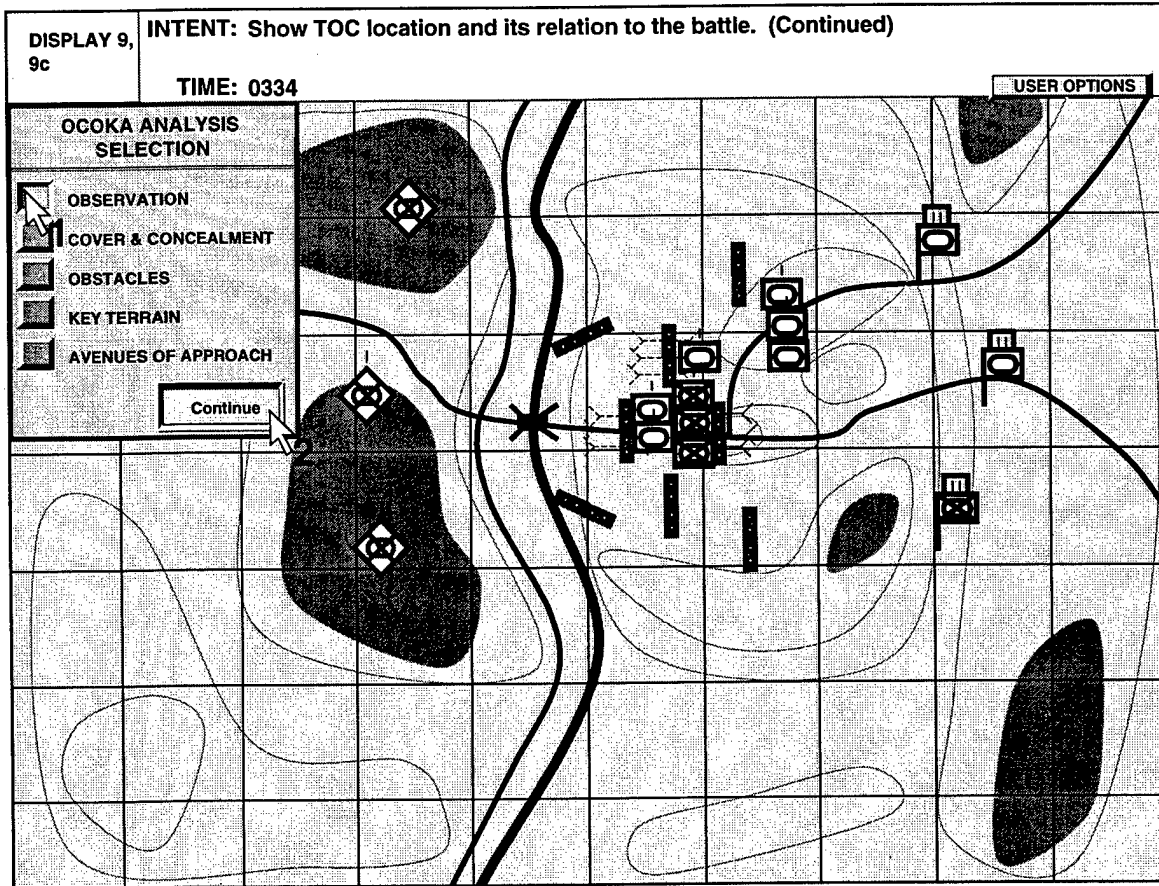 DISPLAY 9,
9c
INTENT: Show TOC location and its relation to the battle. (Continued)
TIME: 0334
USER OPTIONS
OCOKA ANALYSIS
SELECTION
OBSERVATION
1
COVER & CONCEALMENT
OBSTACLES
KEY TERRAIN
AVENUES OF APPROACH
Continue
2